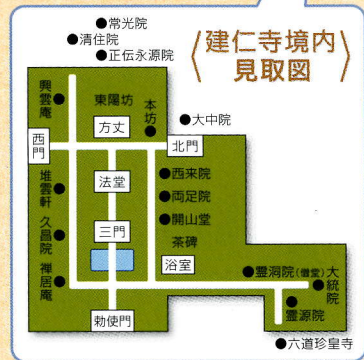 常光院
清住院
正伝永源院
〈建仁寺境内
見取図〉
興雲庵
東陽坊
本坊
大中院
方丈
西門
北門
西来院
法堂
堆雲軒
両足院
開山堂
久昌院
三門
茶碑
浴室
禅居庵
霊洞院(僧堂)
大統院
霊源院
勅使門
六道珍皇寺